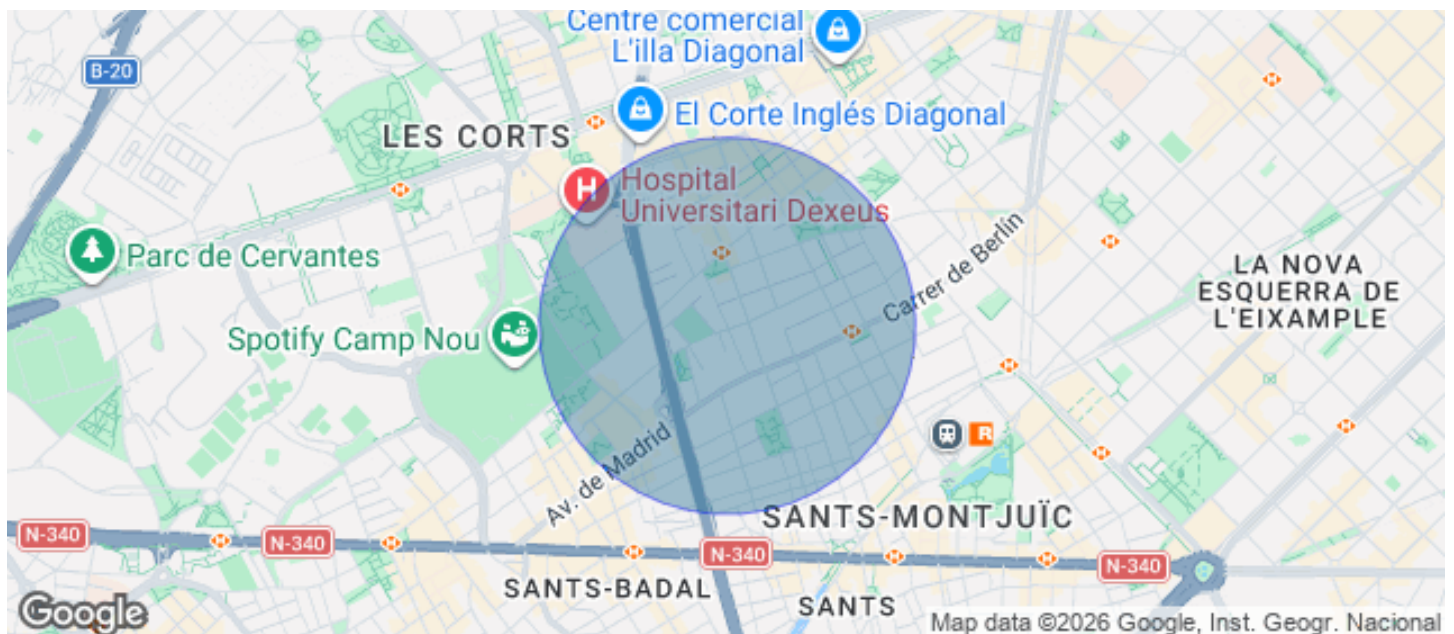 Centre comercial
L'illa Diagonal
B-20
El Corte Inglés Diagonal
LES CORTS
Hospital
Universitari Dexeus
Parc de Cervantes
Carrer de Berlín
LA NOVA
ESQUERRA DE
L'EIXAMPLE
Spotify Camp Nou
Av. de Madrid
R
SANTS-MONTJUÏC
N-340
N-340
N-340
N-340
SANTS-BADAL
SANTS
Google
Map data ©2026 Google, Inst. Geogr. Nacional